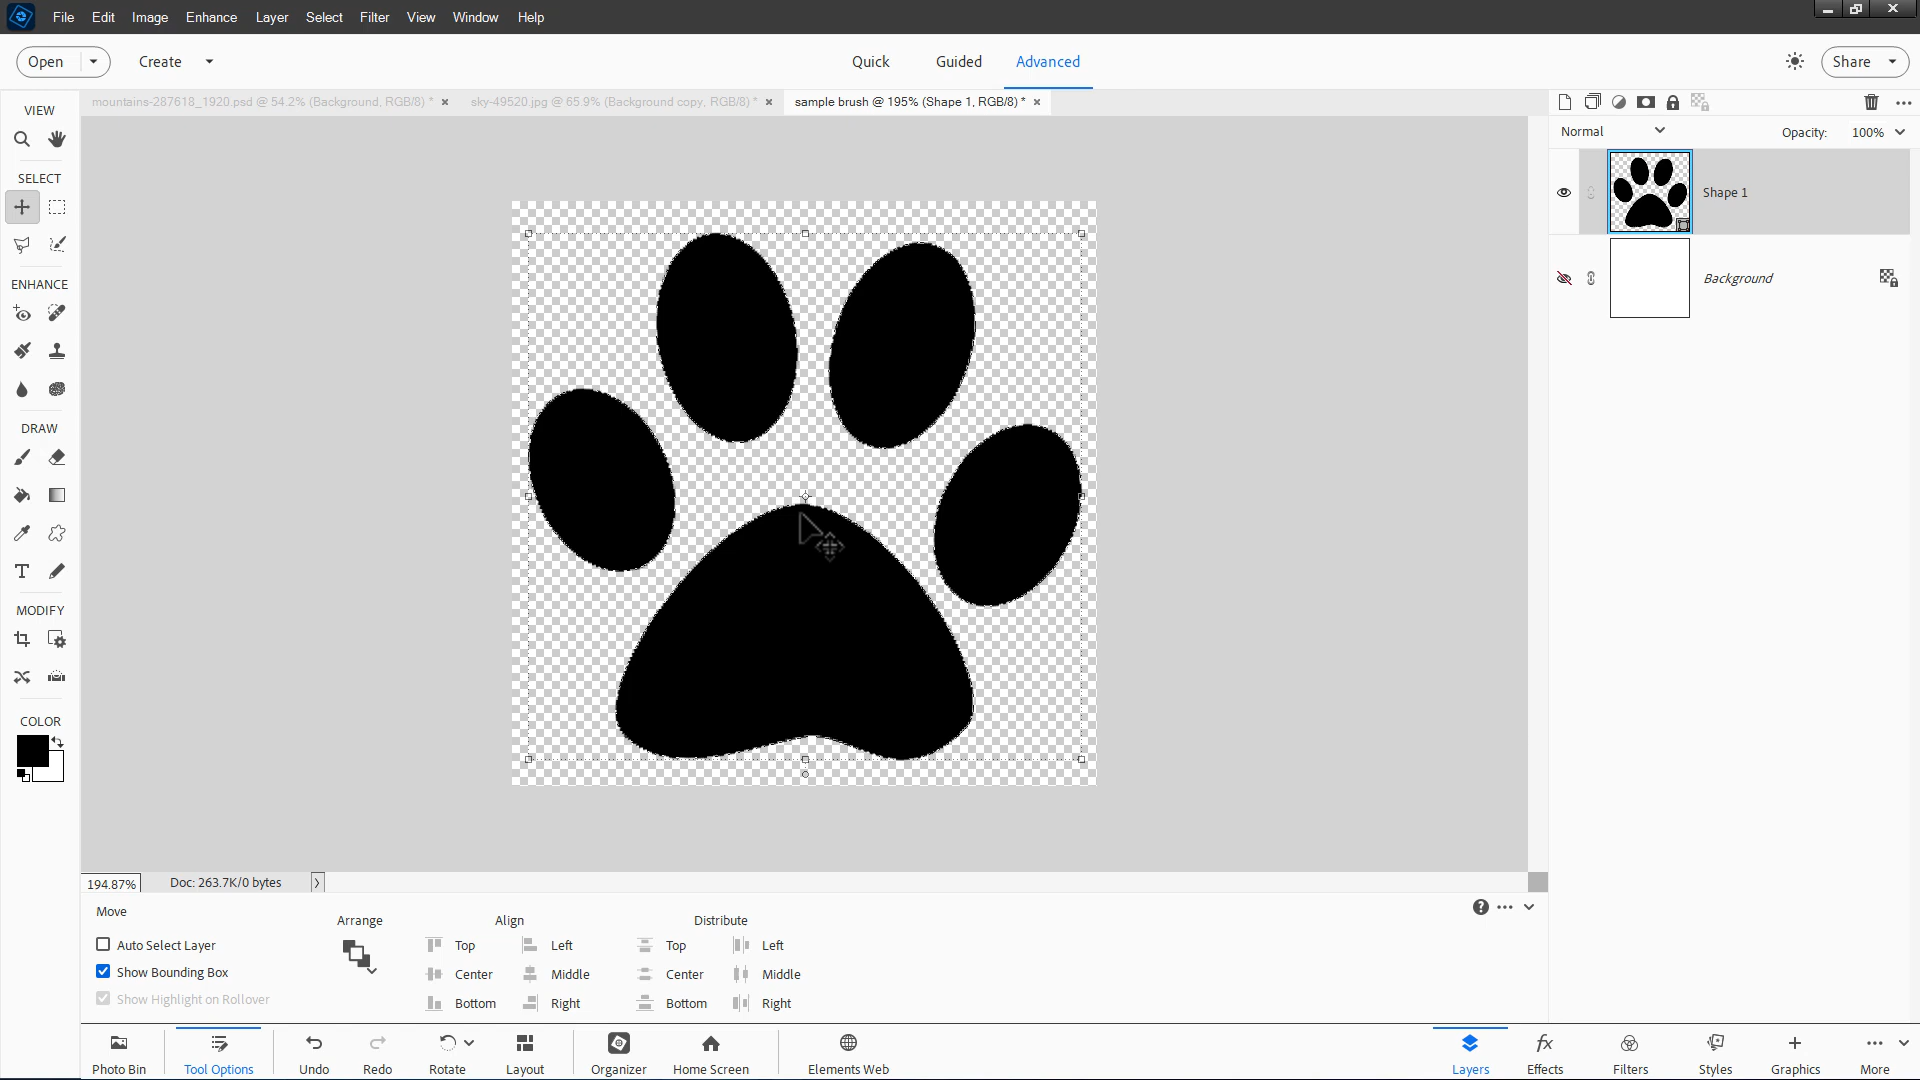 File Edit Image Enhance Layer Select Filter View Window Help
Open Create Quick Guided Advanced Share
VIEW
mountains-287618_1920.psd @ 54.2% (Background, RGB/8) * sky-49520.jpg @ 65.9% (Background copy, RGB/8) * sample brush @ 195% (Shape 1, RGB/8) *
Normal Opacity: 100%
SELECT
Shape 1
Background
ENHANCE
DRAW
T
MODIFY
COLOR
194.87% Doc: 263.7K/0 bytes
Move
Arrange Align Distribute
Auto Select Layer Top Left Top Left
Show Bounding Box Center Middle Center Middle
Show Highlight on Rollover Bottom Right Bottom Right
Photo Bin Tool Options Undo Redo Rotate Layout Organizer Home Screen Elements Web Layers Effects Filters Styles Graphics More